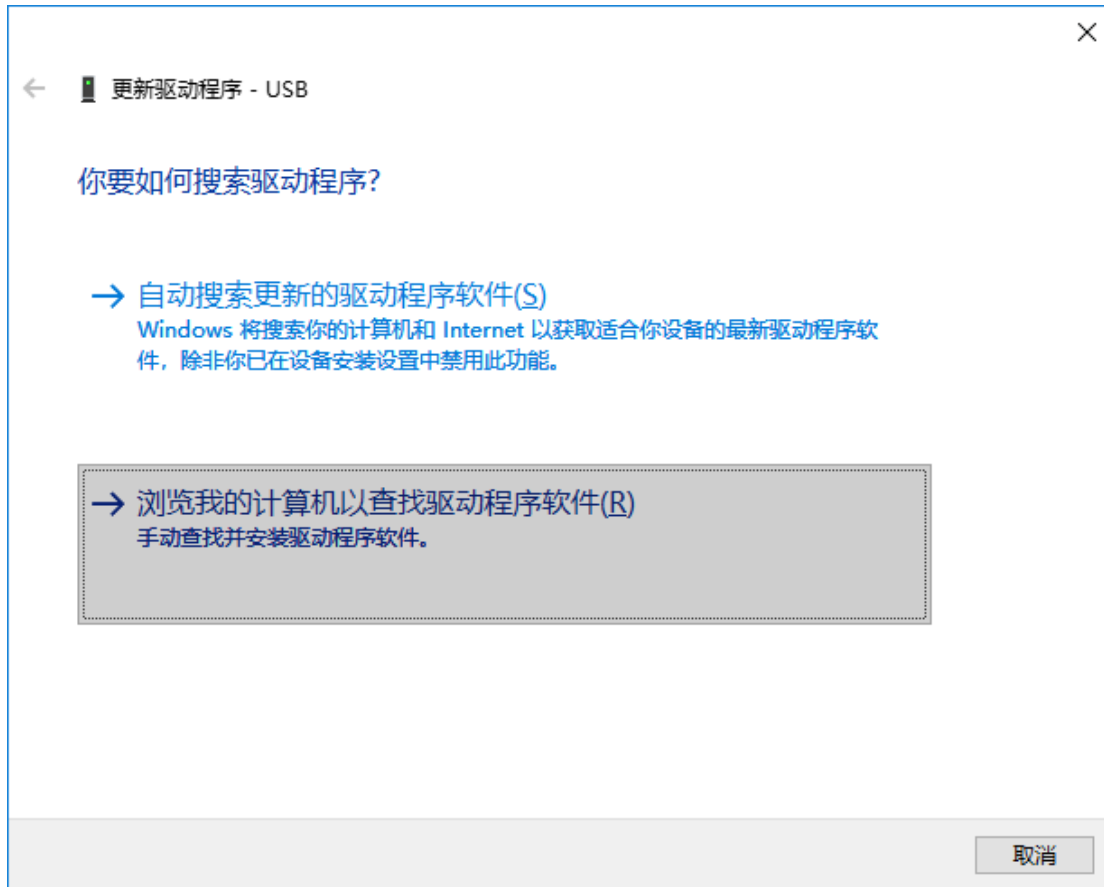 更新驱动程序 - USB
你要如何搜索驱动程序?
自动搜索更新的驱动程序软件(S)
Windows 将搜索你的计算机和 Internet 以获取适合你设备的最新驱动程序软
件，除非你已在设备安装设置中禁用此功能。
浏览我的计算机以查找驱动程序软件(R)
手动查找并安装驱动程序软件。
取消